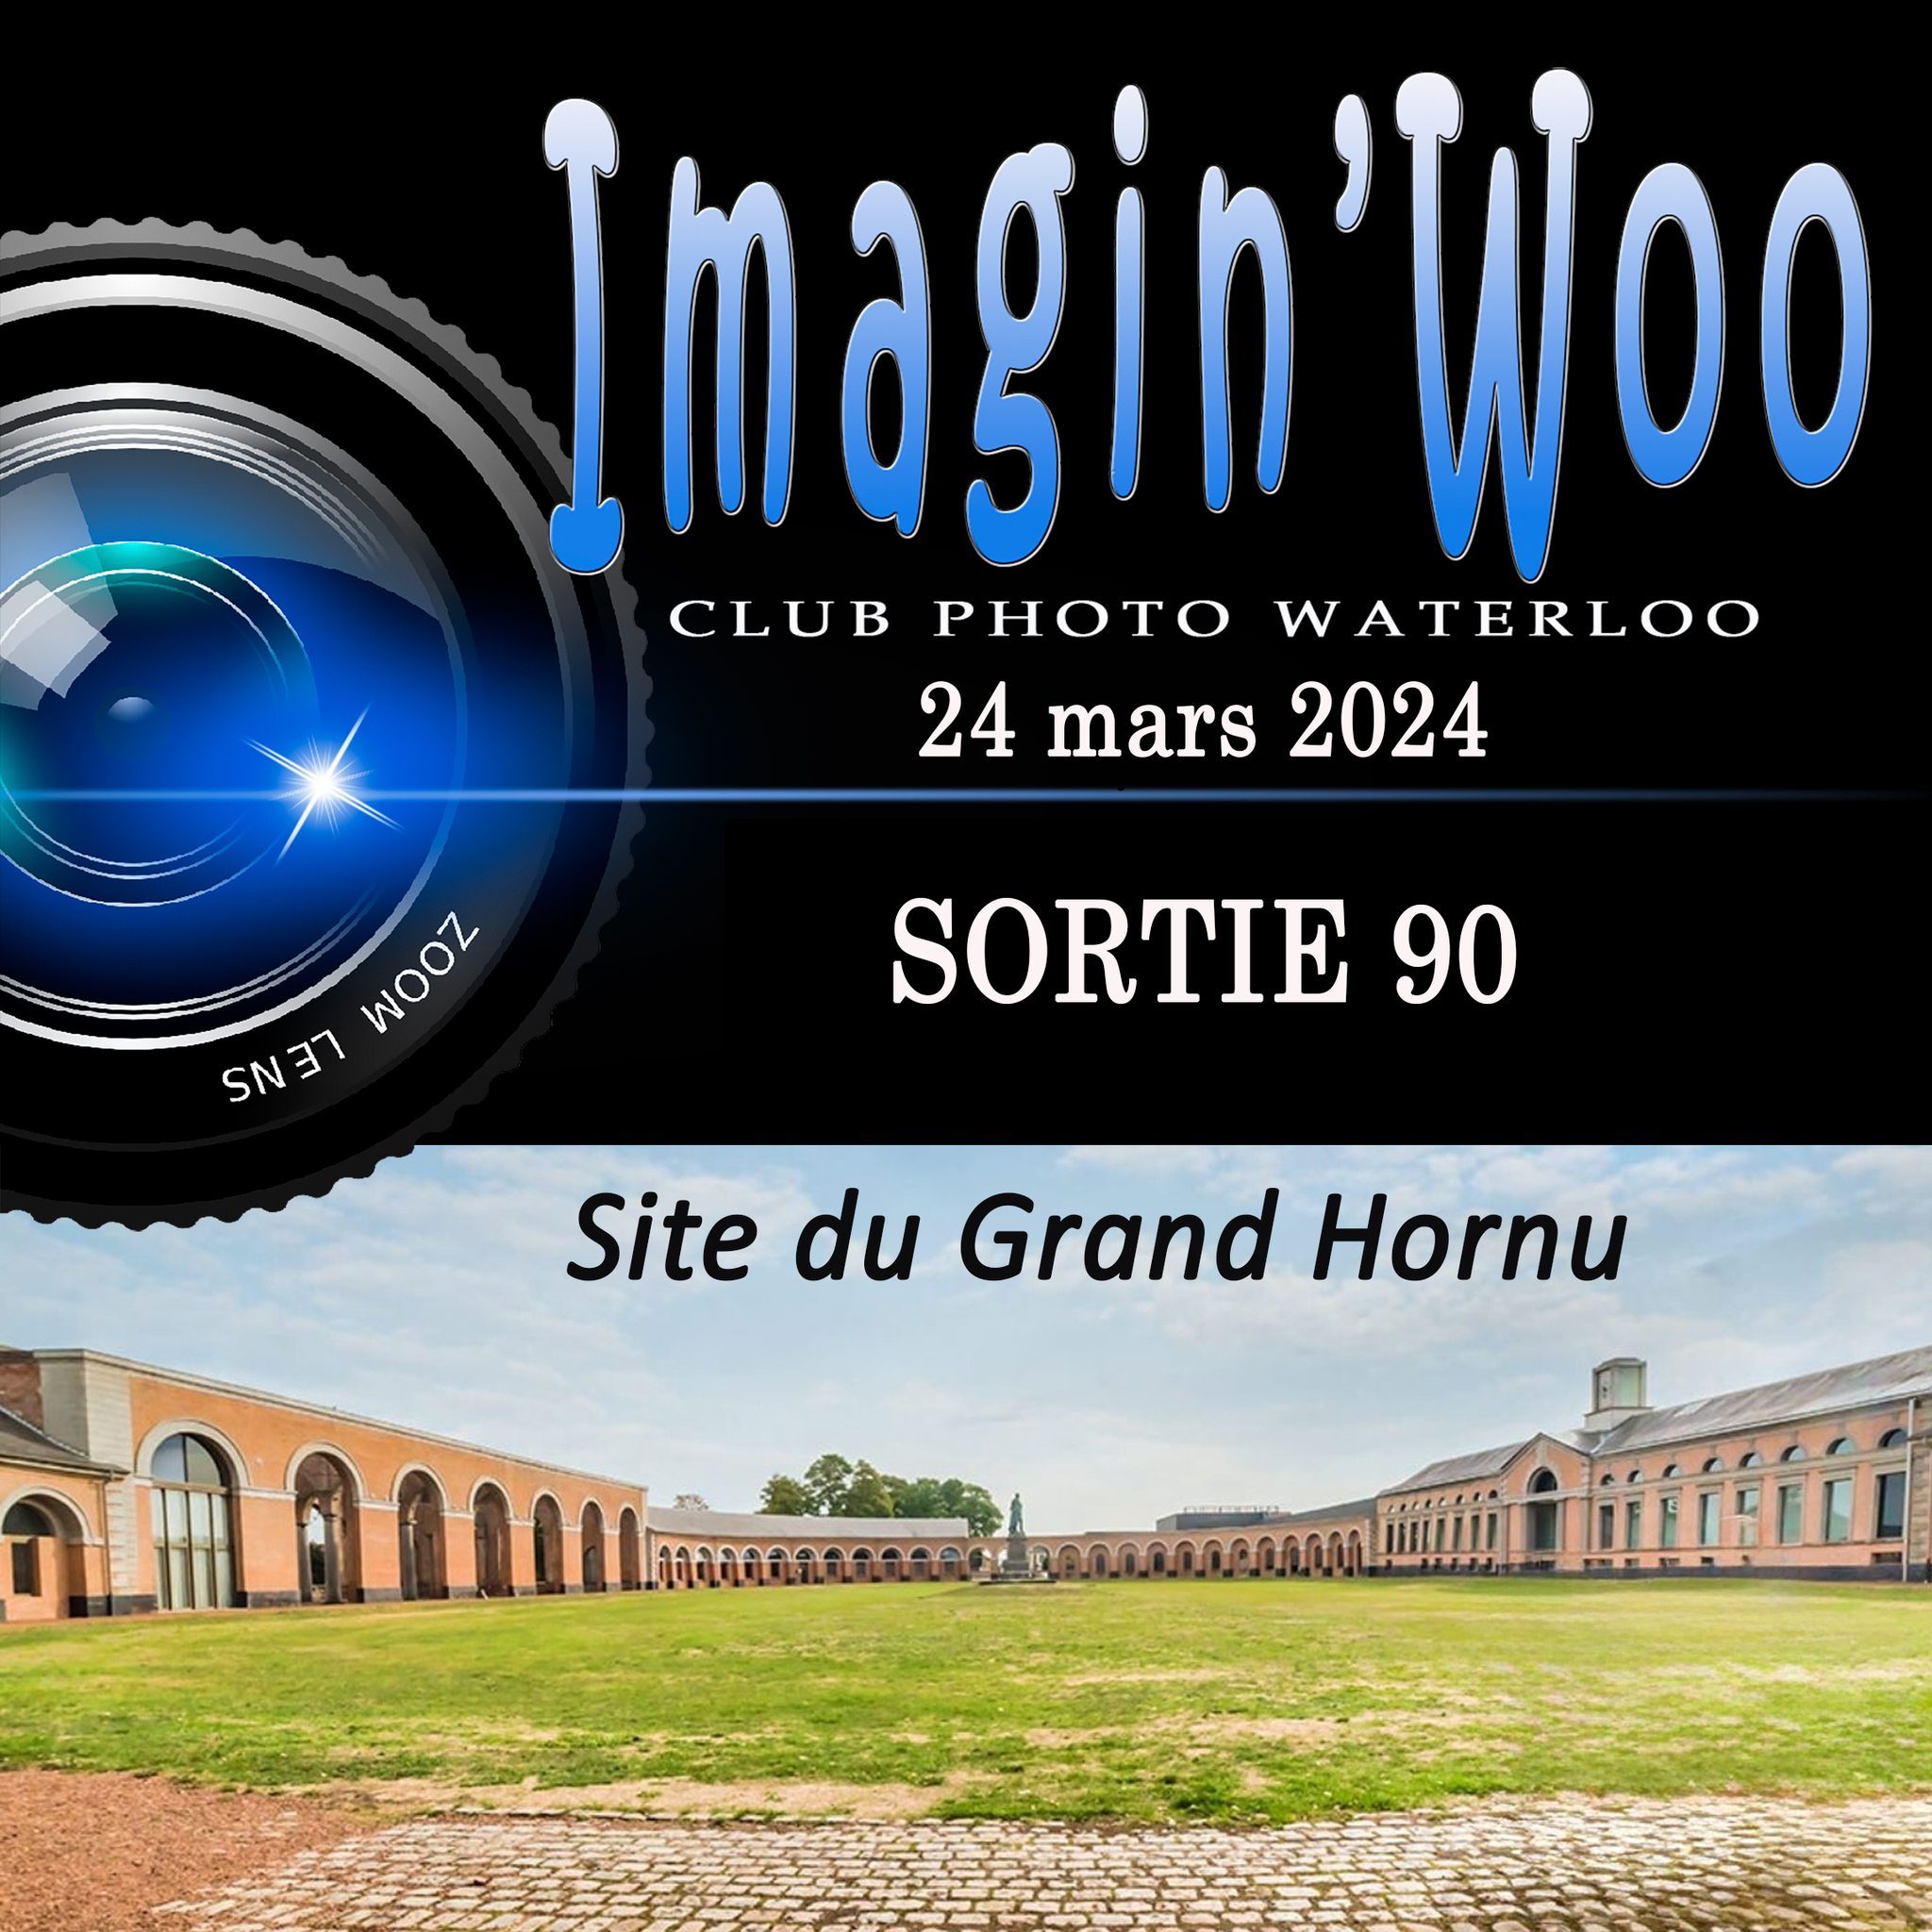 Imagin'Woo
CLUB PHOTO WATERLOO
24 mars 2024
SORTIE 90
ZOOM LENS
Site du Grand Hornu